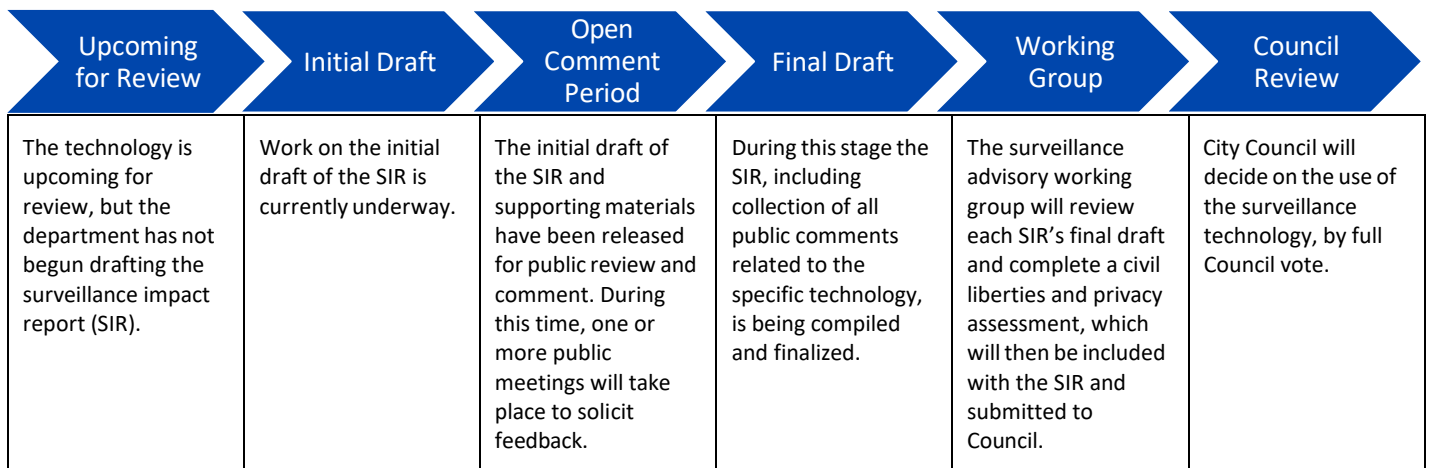 Upcoming
for Review
Initial Draft
Open
Comment
Period
Final Draft
Working
Group
Council
Review
The technology is
upcoming for
review, but the
department has not
begun drafting the
surveillance impact
report (SIR).
Work on the initial
draft of the SIR is
currently underway.
The initial draft of
the SIR and
supporting materials
have been released
for public review and
comment. During
this time, one or
more public
meetings will take
place to solicit
feedback.
During this stage the
SIR, including
collection of all
public comments
related to the
specific technology,
is being compiled
and finalized.
The surveillance
advisory working
group will review
each SIR’s final draft
and complete a civil
liberties and privacy
assessment, which
will then be included
with the SIR and
submitted to
Council.
City Council will
decide on the use of
the surveillance
technology, by full
Council vote.